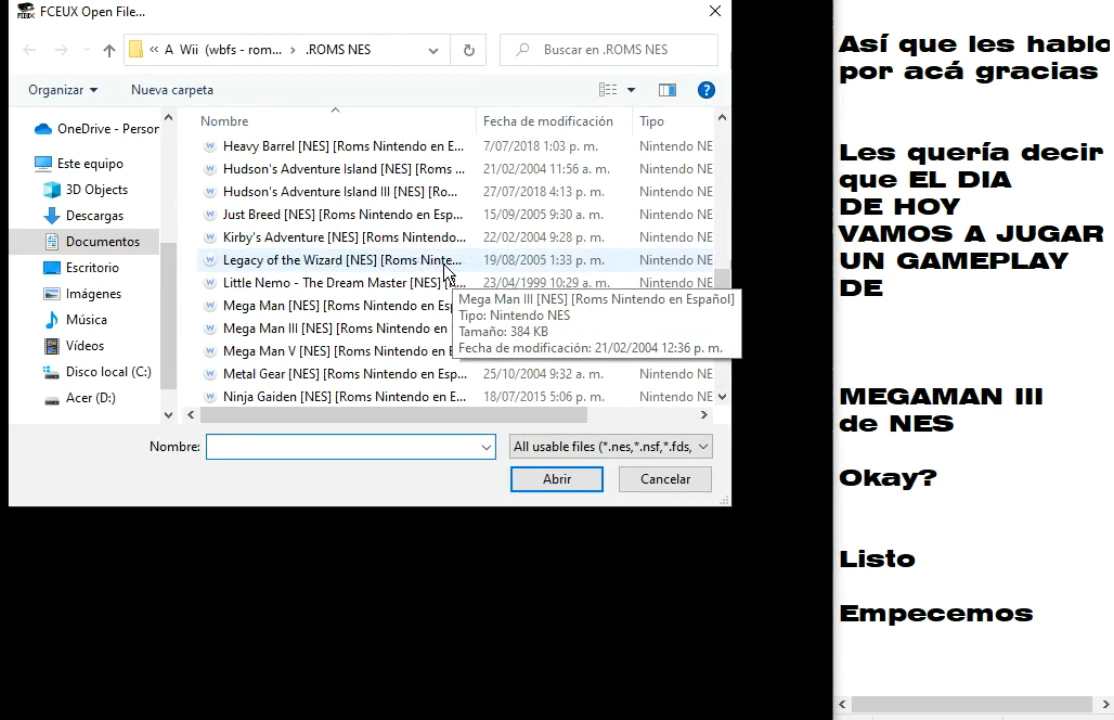 FCEUX Open File...
« A Wii (wbfs - rom... > .ROMS NES
Buscar en .ROMS NES
Organizar
Nueva carpeta
OneDrive - Person
Este equipo
3D Objects
Descargas
Documentos
Escritorio
Imágenes
Música
Vídeos
Disco local (C:)
Acer (D:)
Nombre Fecha de modificación Tipo
Heavy Barrel [NES] [Roms Nintendo en E... 7/07/2018 1:03 p. m. Nintendo NE
Hudson's Adventure Island [NES] [Roms ... 21/02/2004 11:56 a. m. Nintendo NE
Hudson's Adventure Island III [NES] [Ro... 27/07/2018 4:13 p. m. Nintendo NE
Just Breed [NES] [Roms Nintendo en Esp... 15/09/2005 9:30 a. m. Nintendo NE
Kirby's Adventure [NES] [Roms Nintendo... 22/02/2004 9:28 p. m. Nintendo NE
Legacy of the Wizard [NES] [Roms Ninte... 19/08/2005 1:33 p. m. Nintendo NE
Little Nemo - The Dream Master [NES] 23/04/1999 10:29 a. m. Nintendo NE
Mega Man [NES] [Roms Nintendo en Esp
Mega Man III [NES] [Roms Nintendo en
Mega Man V [NES] [Roms Nintendo en E
Metal Gear [NES] [Roms Nintendo en Esp... 25/10/2004 9:32 a. m. Nintendo NE
Ninja Gaiden [NES] [Roms Nintendo en E... 18/07/2015 5:06 p. m. Nintendo NE
Mega Man III [NES] [Roms Nintendo en Español]
Tipo: Nintendo NES
Tamaño: 384 KB
Fecha de modificación: 21/02/2004 12:36 p. m.
Nombre:
All usable files (*.nes,*.nsf,*.fds,
Abrir
Cancelar
Así que les hablo
por acá gracias
Les quería decir
que EL DIA
DE HOY
VAMOS A JUGAR
UN GAMEPLAY
DE
MEGAMAN III
de NES
Okay?
Listo
Empecemos